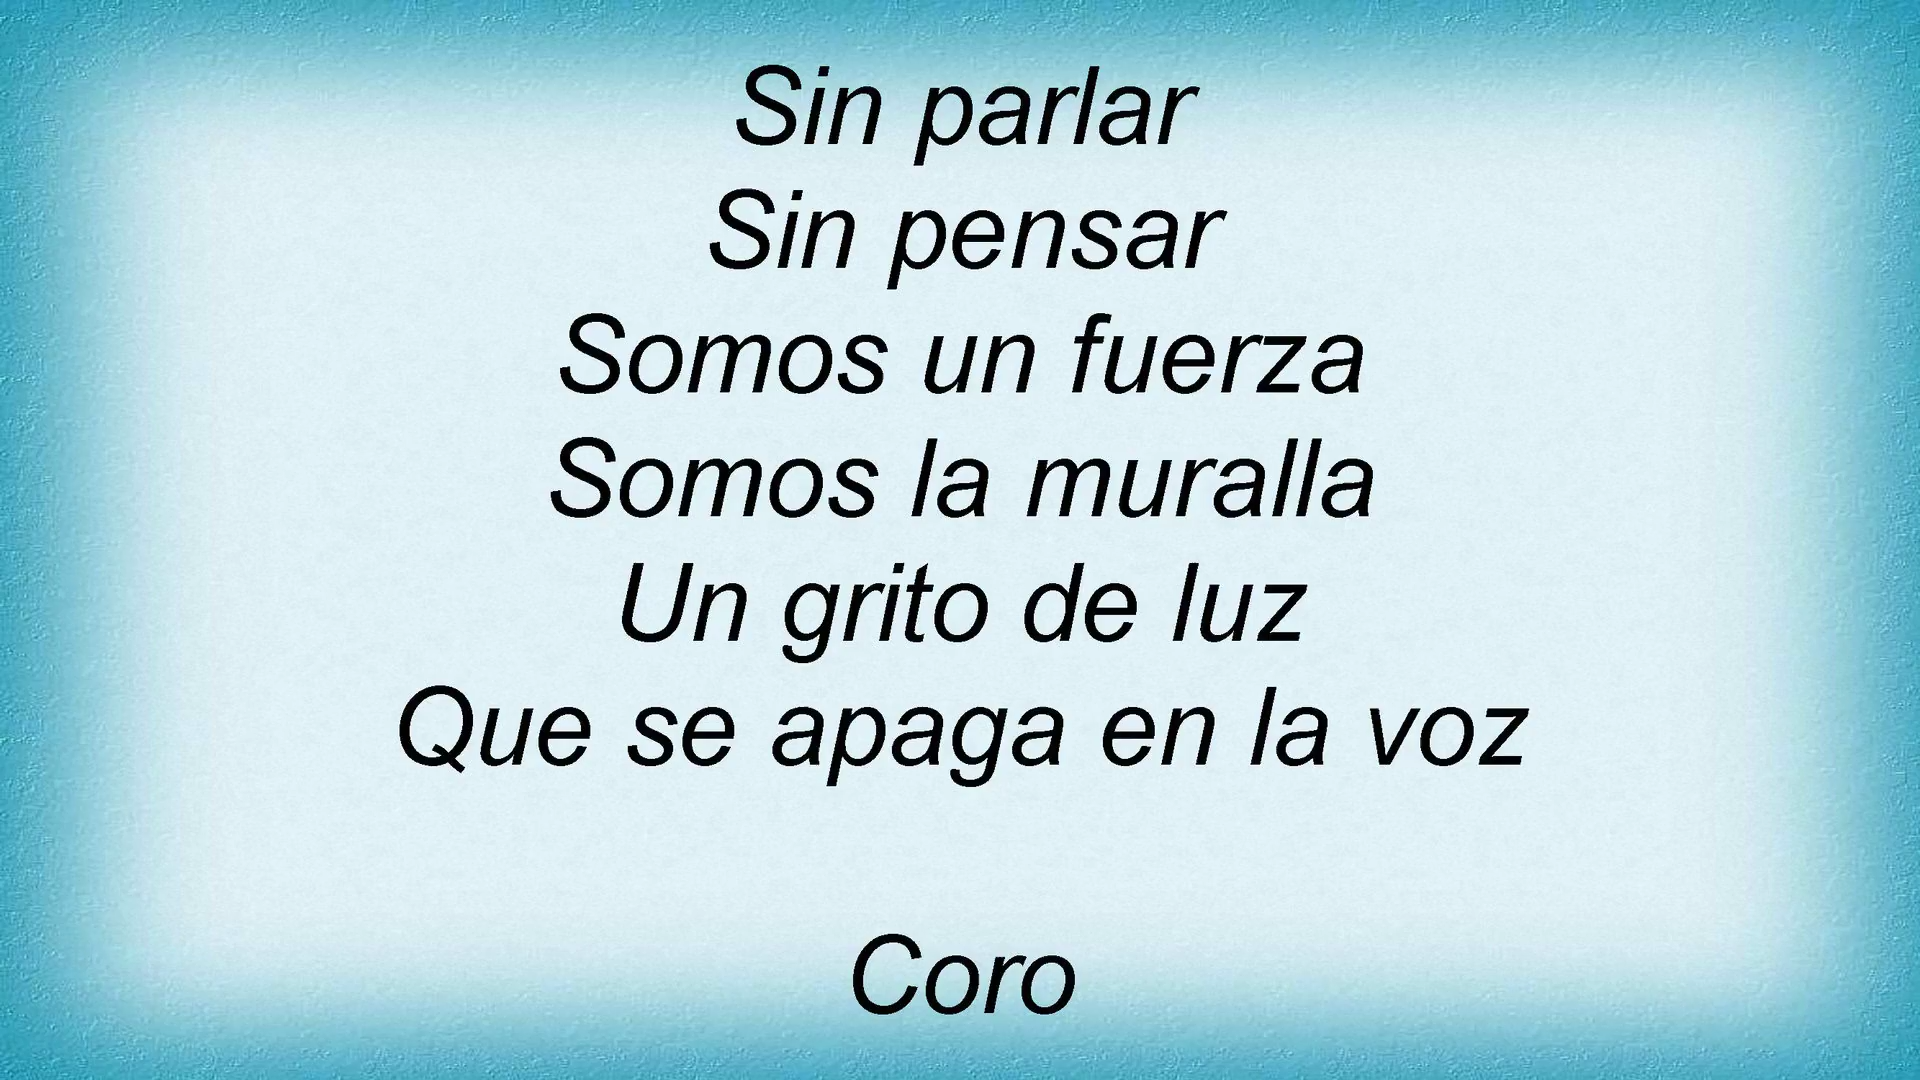 Sin parlar
Sin pensar
Somos un fuerza
Somos la muralla
Un grito de luz
Que se apaga en la voz
Coro